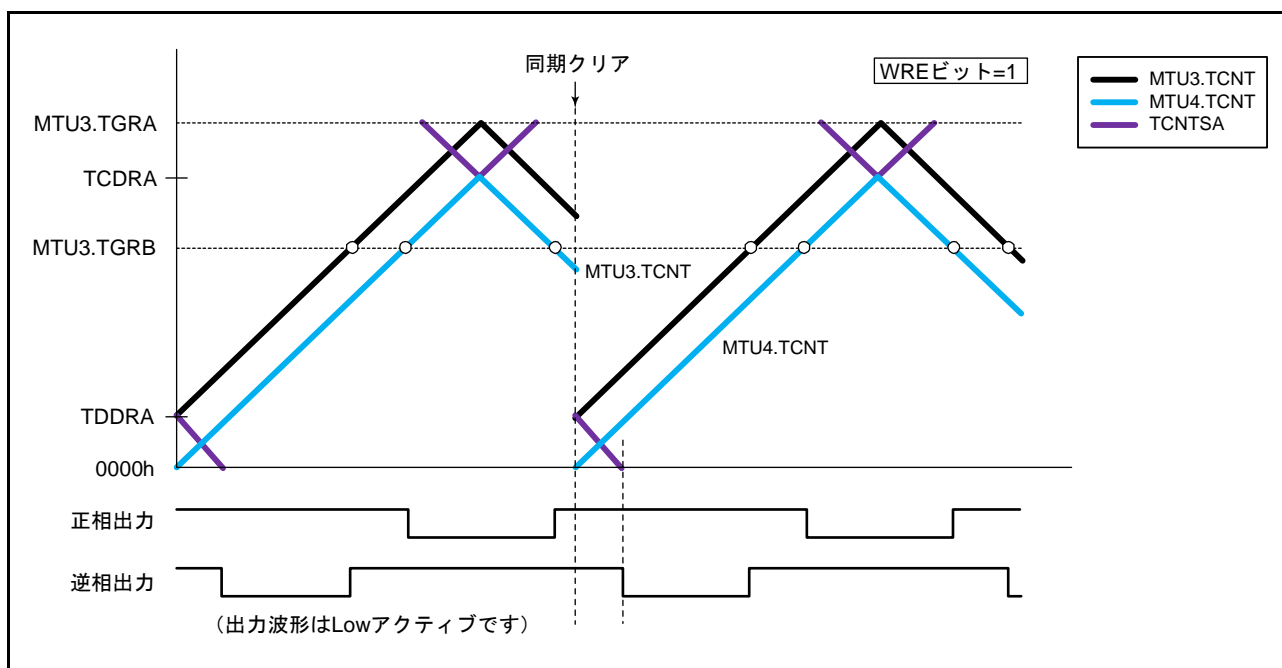 同期クリア
WREビット=1
MTU3.TCNT
MTU4.TCNT
TCNTSA
MTU3.TGRA
TCDRA
MTU3.TGRB
MTU3.TCNT
MTU4.TCNT
TDDRA
0000h
正相出力
逆相出力
（出力波形はLowアクティブです）